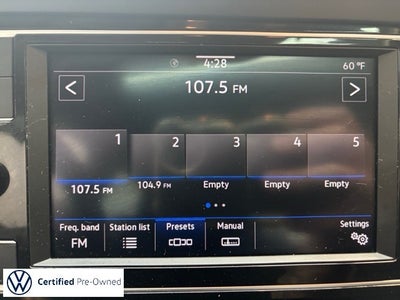 4:28
60 °F
107.5 FM
1 2 3 4 5
107.5 FM 104.9 FM Empty Empty Empty
Freq. band Station list Presets Manual Settings
FM
Certified Pre-Owned